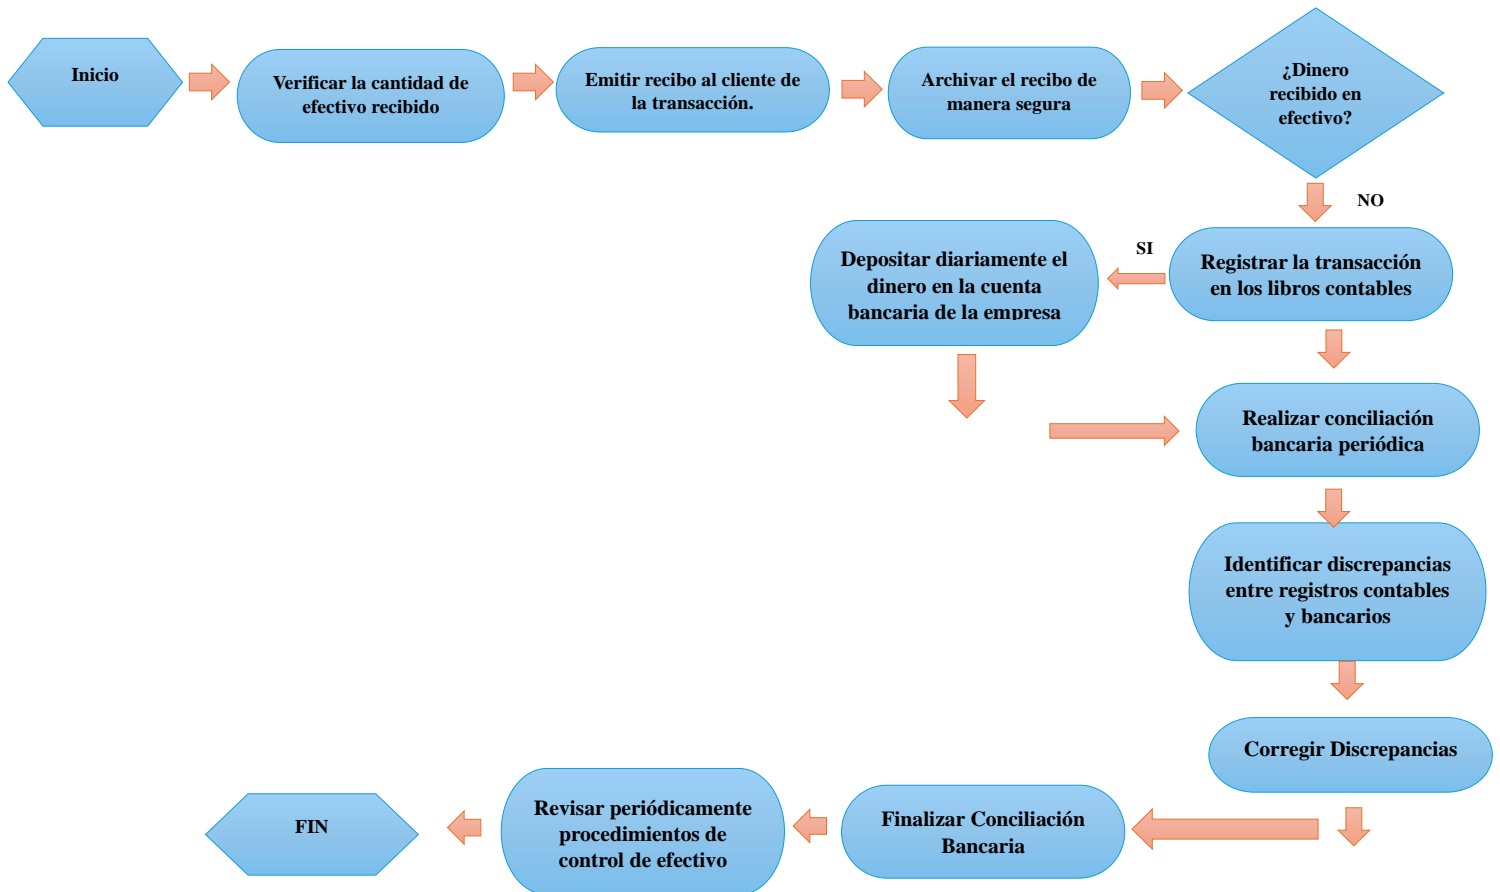 Inicio
Verificar la cantidad de
efectivo recibido
Emitir recibo al cliente de
la transacción.
Archivar el recibo de
manera segura
¿Dinero
recibido en
efectivo?
NO
SI
Depositar diariamente el
dinero en la cuenta
bancaria de la empresa
Registrar la transacción
en los libros contables
Realizar conciliación
bancaria periódica
Identificar discrepancias
entre registros contables
y bancarios
Corregir Discrepancias
Finalizar Conciliación
Bancaria
Revisar periódicamente
procedimientos de
control de efectivo
FIN